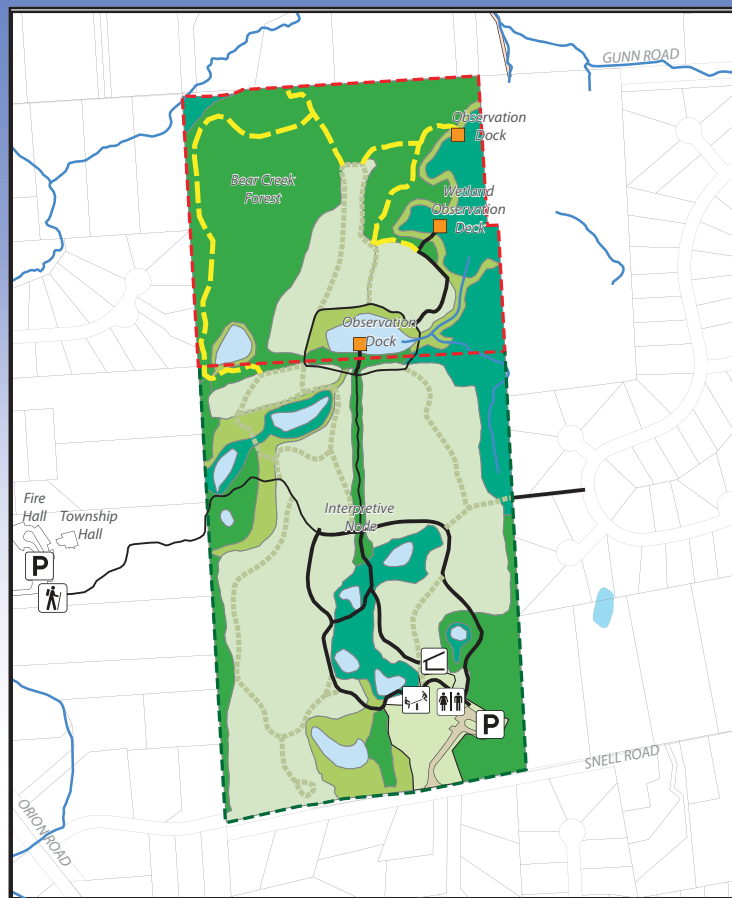 GUNN ROAD
Observation
Dock
Bear Creek
Forest
Wetland
Observation
Deck
Observation
Dock
Interpretive
Node
Fire
Hall
Township
Hall
P
P
SNELL ROAD
ORION ROAD